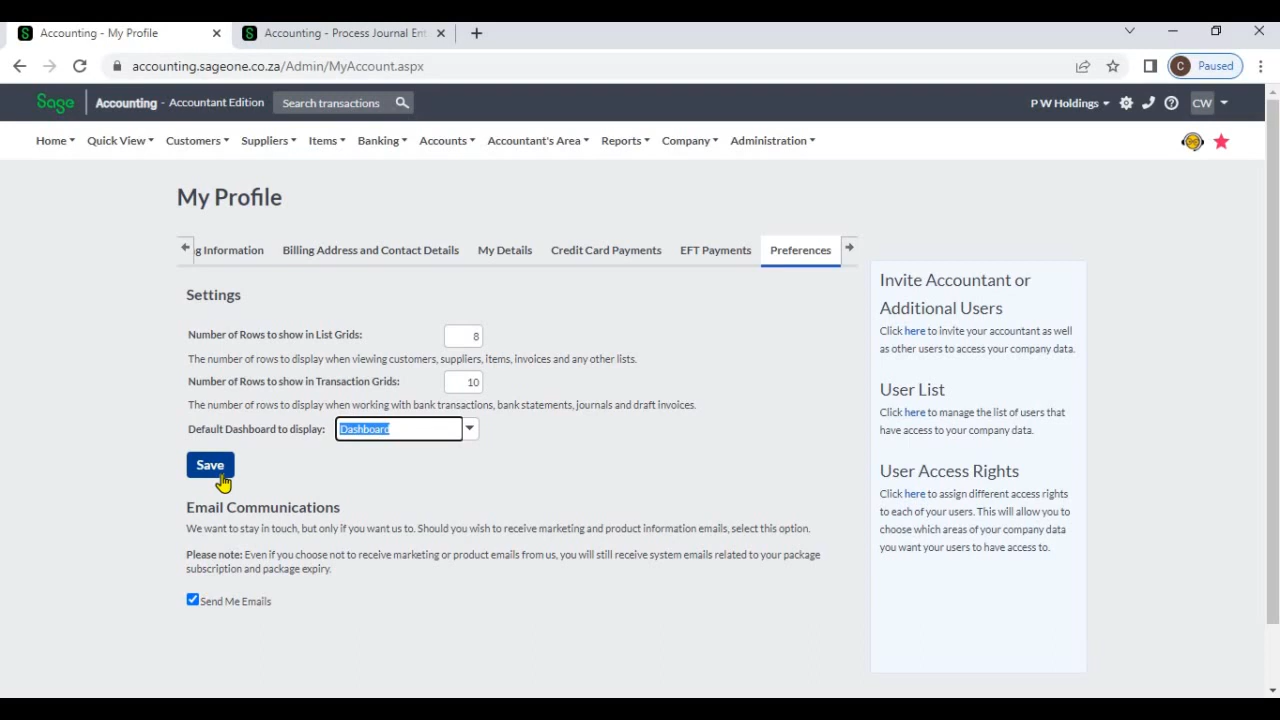 Accounting - My Profile
Accounting - Process Journal Ent
accounting.sageone.co.za/Admin/MyAccount.aspx
C Paused
Sage Accounting - Accountant Edition Search transactions P W Holdings CW
Home Quick View Customers Suppliers Items Banking Accounts Accountant's Area Reports Company Administration
My Profile
g Information Billing Address and Contact Details My Details Credit Card Payments EFT Payments Preferences
Settings
Number of Rows to show in List Grids: 8
The number of rows to display when viewing customers, suppliers, items, invoices and any other lists.
Number of Rows to show in Transaction Grids: 10
The number of rows to display when working with bank transactions, bank statements, journals and draft invoices.
Default Dashboard to display: Dashboard
Save
Email Communications
We want to stay in touch, but only if you want us to. Should you wish to receive marketing and product information emails, select this option.
Please note: Even if you choose not to receive marketing or product emails from us, you will still receive system emails related to your package
subscription and package expiry.
Send Me Emails
Invite Accountant or
Additional Users
Click here to invite your accountant as well
as other users to access your company data.
User List
Click here to manage the list of users that
have access to your company data.
User Access Rights
Click here to assign different access rights
to each of your users. This will allow you to
choose which areas of your company data
you want your users to have access to.